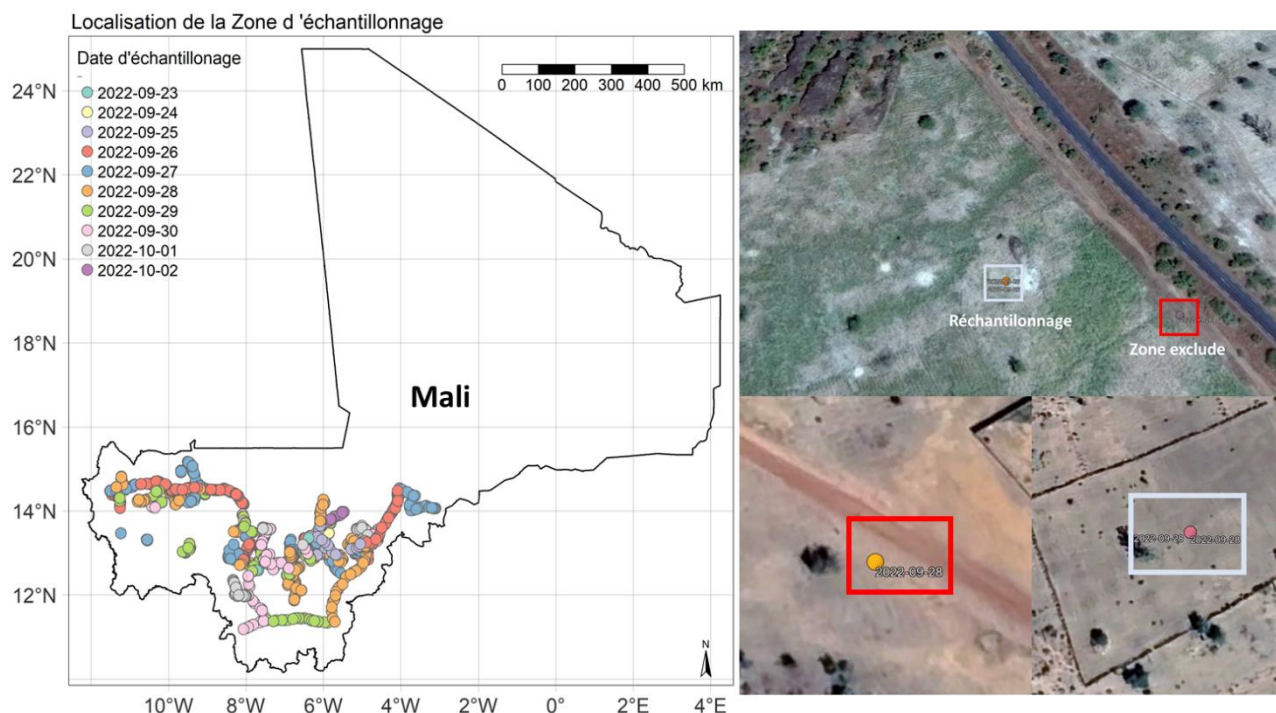 Localisation de la Zone d 'échantillonnage
Date d'échantillonage
2022-09-23
2022-09-24
2022-09-25
2022-09-26
2022-09-27
2022-09-28
2022-09-29
2022-09-30
2022-10-01
2022-10-02
0 100 200 300 400 500 km
24°N
22°N
20°N
18°N
16°N
14°N
12°N
Mali
N
10°W 8°W 6°W 4°W 2°W 0° 2°E 4°E
Réchantilonnage
Zone exclude
2022-09-28
2022-09-28 2022-09-28